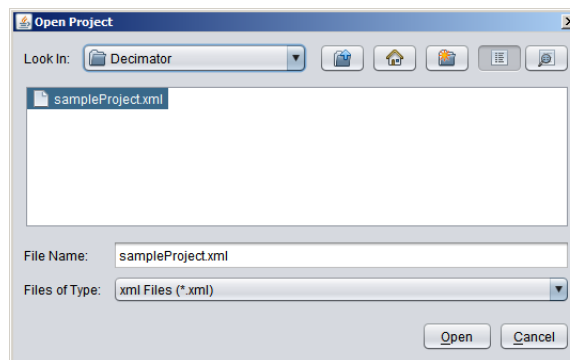 Open Project
Look In: Decimator
sampleProject.xml
File Name: sampleProject.xml
Files of Type: xml Files (*.xml)
Open Cancel